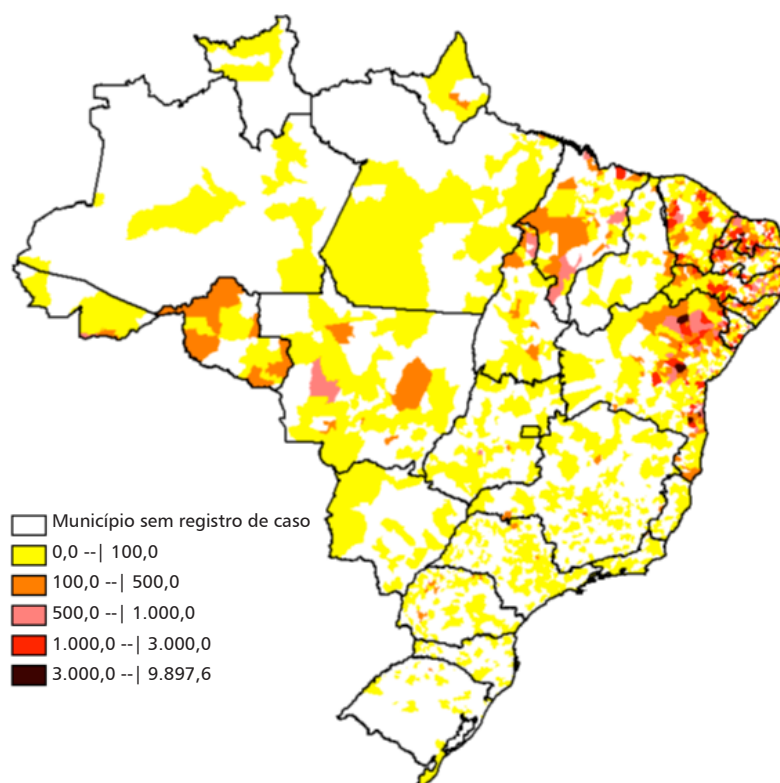 Município sem registro de caso
0,0 --| 100,0
100,0 --| 500,0
500,0 --| 1.000,0
1.000,0 --| 3.000,0
3.000,0 --| 9.897,6